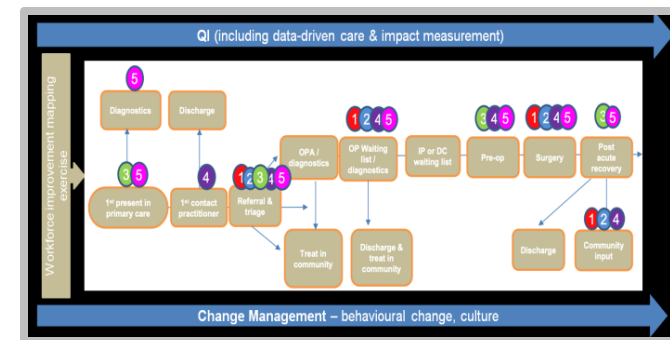 QI (including data-driven care & impact measurement)
Workforce improvement mapping
exercise
5
Diagnostics
Discharge
3 5
1st present in
primary care
4
1st contact
practitioner
1 2 3 4 5
Referral &
triage
OPA /
diagnostics
Treat in
community
1 2 4 5
OP Waiting
list /
diagnostics
Discharge &
treat in
community
IP or DC
waiting list
3 4 5
Pre-op
1 2 4 5
Surgery
3 5
Post
acute
recovery
Discharge
1 2 4
Community
input
Change Management – behavioural change, culture